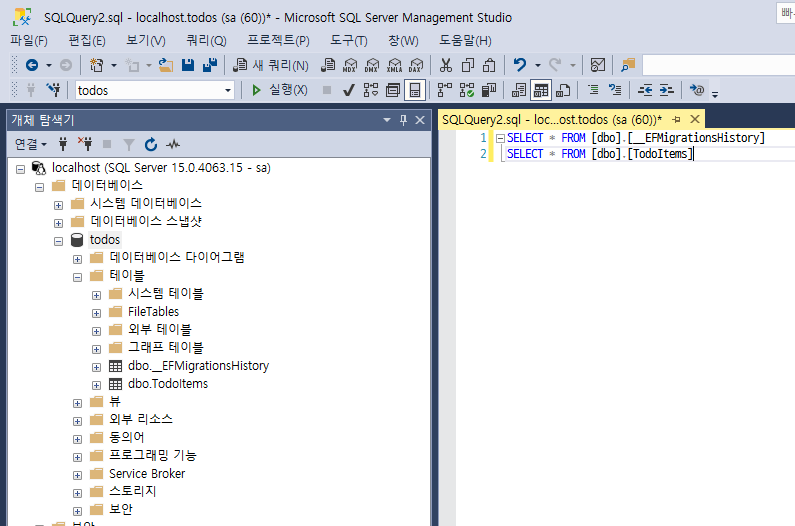 SQLQuery2.sql - localhost.todos (sa (60))* - Microsoft SQL Server Management Studio
빠
파일(F) 편집(E) 보기(V) 쿼리(Q) 프로젝트(P) 도구(T) 창(W) 도움말(H)
새 쿼리(N) MDX DMX XMLA DAX
todos 실행(X)
개체 탐색기
연결
localhost (SQL Server 15.0.4063.15 - sa)
데이터베이스
시스템 데이터베이스
데이터베이스 스냅샷
todos
데이터베이스 다이어그램
테이블
시스템 테이블
FileTables
외부 테이블
그래프 테이블
dbo.__EFMigrationsHistory
dbo.TodoItems
뷰
외부 리소스
동의어
프로그래밍 기능
Service Broker
스토리지
보안
보안
SQLQuery2.sql - loc...ost.todos (sa (60))*
1 SELECT * FROM [dbo].[__EFMigrationsHistory]
2 SELECT * FROM [dbo].[TodoItems]